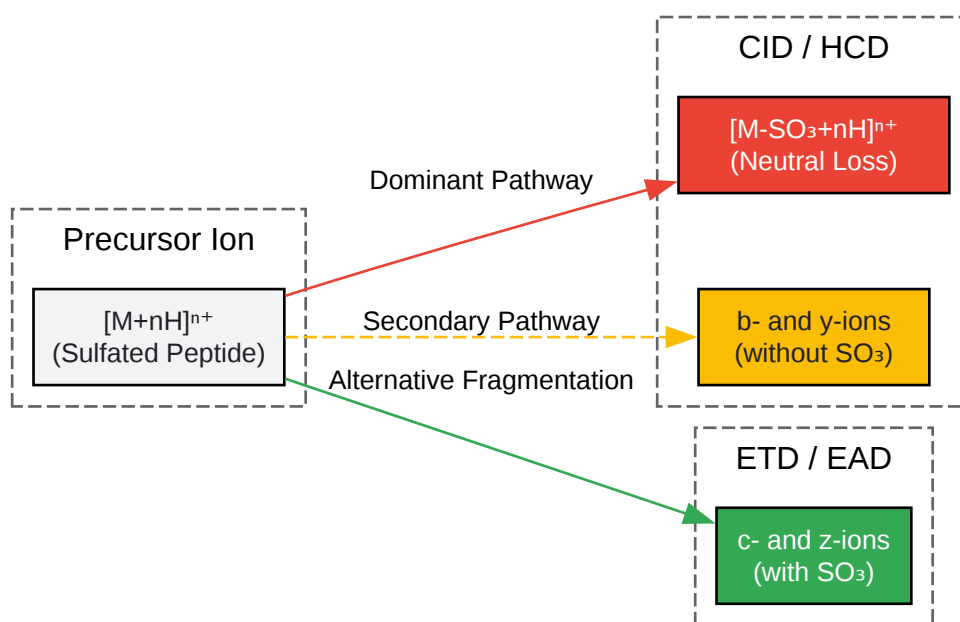 CID / HCD
[M-SO₃+nH]ⁿ⁺
(Neutral Loss)
Dominant Pathway
Precursor Ion
[M+nH]ⁿ⁺
(Sulfated Peptide)
Secondary Pathway
b- and y-ions
(without SO₃)
Alternative Fragmentation
ETD / EAD
c- and z-ions
(with SO₃)